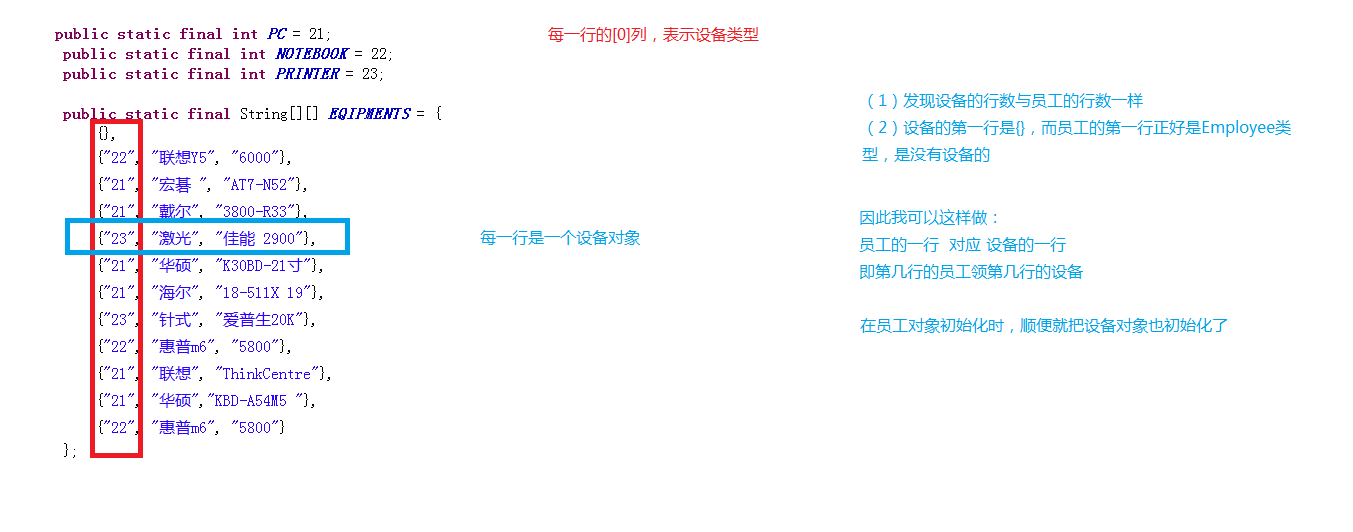 public static final int PC = 21;
每一行的[0]列，表示设备类型
public static final int NOTEBOOK = 22;
public static final int PRINTER = 23;
public static final String[][] EQIPMENTS = {
{},
{"22", "联想Y5", "6000"},
{"21", "宏碁 ", "AT7-N52"},
{"21", "戴尔", "3800-R33"},
{"23", "激光", "佳能 2900"},
{"21", "华硕", "K30BD-21寸"},
{"21", "海尔", "18-511X 19"},
{"23", "针式", "爱普生20K"},
{"22", "惠普m6", "5800"},
{"21", "联想", "ThinkCentre"},
{"21", "华硕","KBD-A54M5 "},
{"22", "惠普m6", "5800"}
};
每一行是一个设备对象
（1）发现设备的行数与员工的行数一样
（2）设备的第一行是{}，而员工的第一行正好是Employee类
型，是没有设备的
因此我可以这样做：
员工的一行 对应 设备的一行
即第几行的员工领第几行的设备
在员工对象初始化时，顺便就把设备对象也初始化了